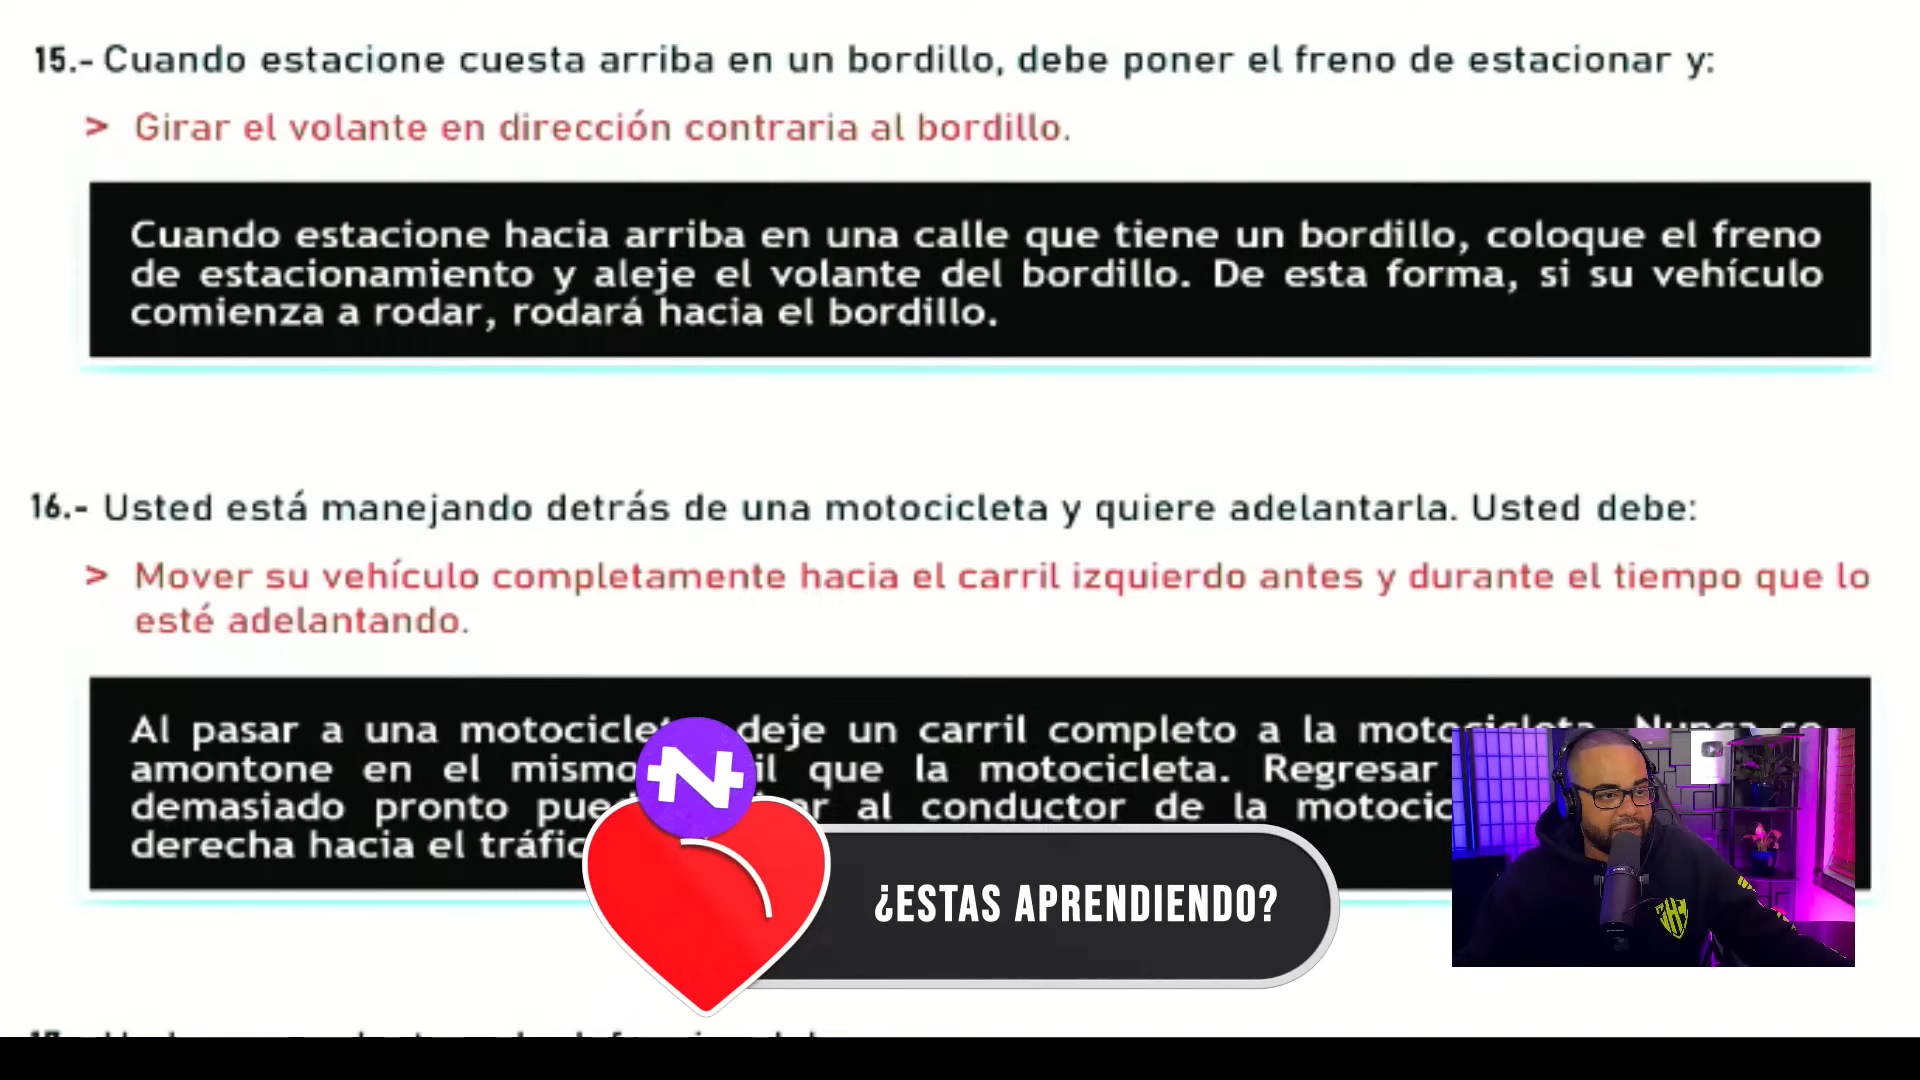 15.- Cuando estacione cuesta arriba en un bordillo, debe poner el freno de estacionar y:
> Girar el volante en dirección contraria al bordillo.
Cuando estacione hacia arriba en una calle que tiene un bordillo, coloque el freno
de estacionamiento y aleje el volante del bordillo. De esta forma, si su vehículo
comienza a rodar, rodará hacia el bordillo.
16.- Usted está manejando detrás de una motocicleta y quiere adelantarla. Usted debe:
> Mover su vehículo completamente hacia el carril izquierdo antes y durante el tiempo que lo
esté adelantando.
Al pasar a una deje un carril completo a la
amontone en el mismo que la motocicleta. Regresar
demasiado pronto al conductor de la
derecha hacia el
¿ESTAS APRENDIENDO?